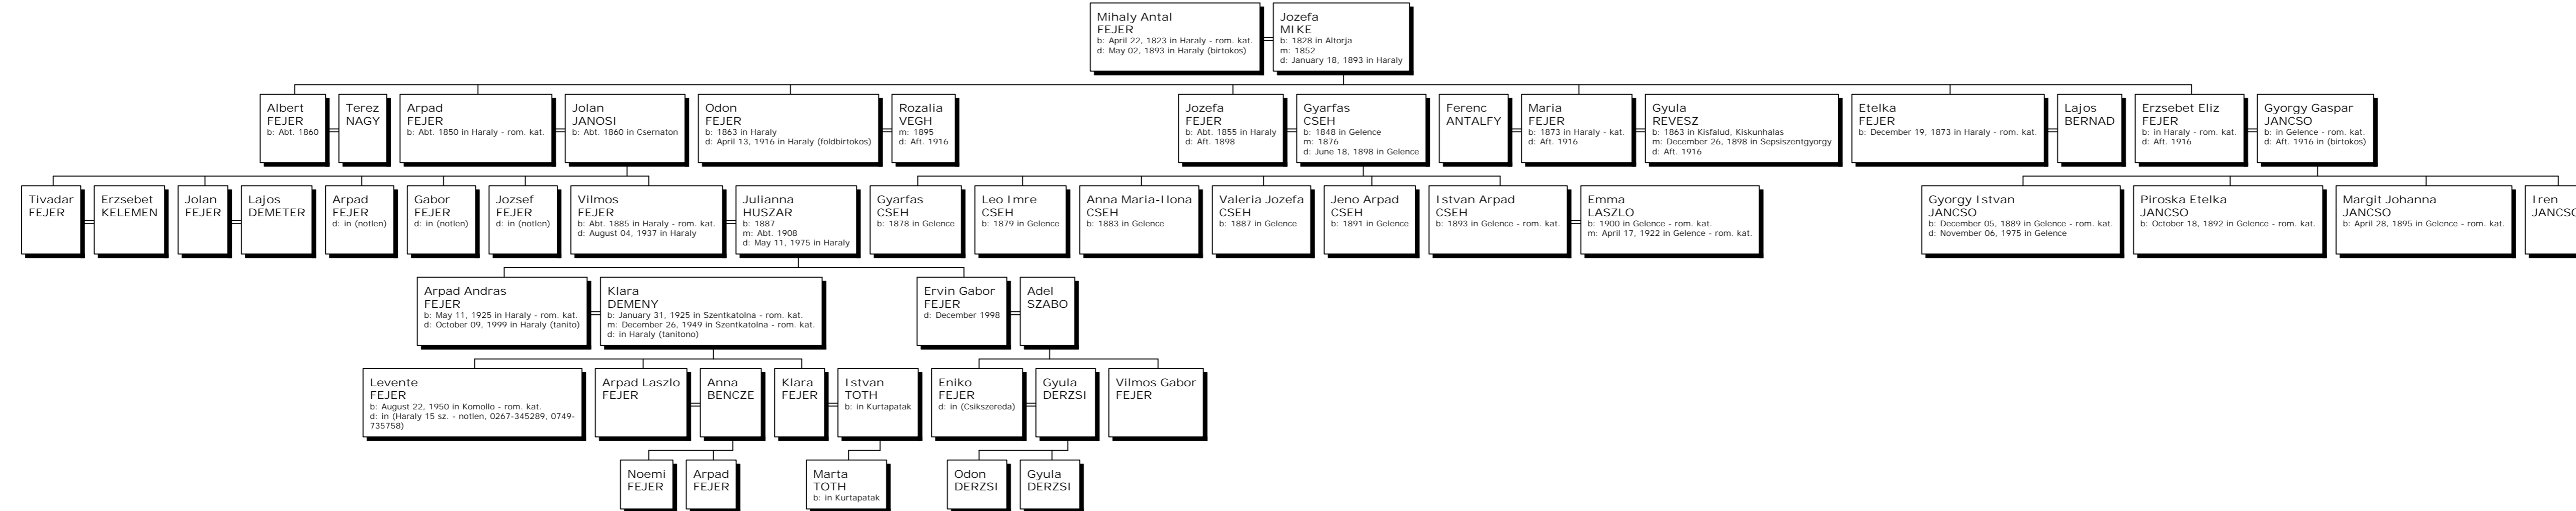 Mihaly Antal
FEJER
b: April 22, 1823 in Haraly - rom. kat.
d: May 02, 1893 in Haraly (birtokos)
Jozefa
MIKE
b: 1828 in Altorja
m: 1852
d: January 18, 1893 in Haraly
Albert
FEJER
b: Abt. 1860
Terez
NAGY
Arpad
FEJER
b: Abt. 1850 in Haraly - rom. kat.
Jolan
JANOSI
b: Abt. 1860 in Csernaton
Odon
FEJER
b: 1863 in Haraly
d: April 13, 1916 in Haraly (foldbirtokos)
Rozalia
VEGH
m: 1895
d: Aft. 1916
Jozefa
FEJER
b: Abt. 1855 in Haraly
d: Aft. 1898
Gyarfas
CSEH
b: 1848 in Gelence
m: 1876
d: June 18, 1898 in Gelence
Ferenc
ANTALFY
Maria
FEJER
b: 1873 in Haraly - kat.
d: Aft. 1916
Gyula
REVESZ
b: 1863 in Kisfalud, Kiskunhalas
m: December 26, 1898 in Sepsiszentgyorgy
d: Aft. 1916
Etelka
FEJER
b: December 19, 1873 in Haraly - rom. kat.
Lajos
BERNAD
Erzsebet Eliz
FEJER
b: in Haraly - rom. kat.
d: Aft. 1916
Gyorgy Gaspar
JANCSO
b: in Gelence - rom. kat.
d: Aft. 1916 in (birtokos)
Tivadar
FEJER
Erzsebet
KELEMEN
Jolan
FEJER
Lajos
DEMETER
Arpad
FEJER
d: in (notlen)
Gabor
FEJER
d: in (notlen)
Jozsef
FEJER
d: in (notlen)
Vilmos
FEJER
b: Abt. 1885 in Haraly - rom. kat.
d: August 04, 1937 in Haraly
Julianna
HUSZAR
b: 1887
m: Abt. 1908
d: May 11, 1975 in Haraly
Gyarfas
CSEH
b: 1878 in Gelence
Leo Imre
CSEH
b: 1879 in Gelence
Anna Maria-Ilona
CSEH
b: 1883 in Gelence
Valeria Jozefa
CSEH
b: 1887 in Gelence
Jeno Arpad
CSEH
b: 1891 in Gelence
Istvan Arpad
CSEH
b: 1893 in Gelence - rom. kat.
Emma
LASZLO
b: 1900 in Gelence - rom. kat.
m: April 17, 1922 in Gelence - rom. kat.
Gyorgy Istvan
JANCSO
b: December 05, 1889 in Gelence - rom. kat.
d: November 06, 1975 in Gelence
Piroska Etelka
JANCSO
b: October 18, 1892 in Gelence - rom. kat.
Margit Johanna
JANCSO
b: April 28, 1895 in Gelence - rom. kat.
Iren
JANCSO
Arpad Andras
FEJER
b: May 11, 1925 in Haraly - rom. kat.
d: October 09, 1999 in Haraly (tanito)
Klara
DEMENY
b: January 31, 1925 in Szentkatolna - rom. kat.
m: December 26, 1949 in Szentkatolna - rom. kat.
d: in Haraly (tanitono)
Ervin Gabor
FEJER
d: December 1998
Adel
SZABO
Levente
FEJER
b: August 22, 1950 in Komollo - rom. kat.
d: in (Haraly 15 sz. - notlen, 0267-345289, 0749-
735758)
Arpad Laszlo
FEJER
Anna
BENCZE
Klara
FEJER
Istvan
TOTH
b: in Kurtapatak
Eniko
FEJER
d: in (Csikszereda)
Gyula
DERZSI
Vilmos Gabor
FEJER
Noemi
FEJER
Arpad
FEJER
Marta
TOTH
b: in Kurtapatak
Odon
DERZSI
Gyula
DERZSI